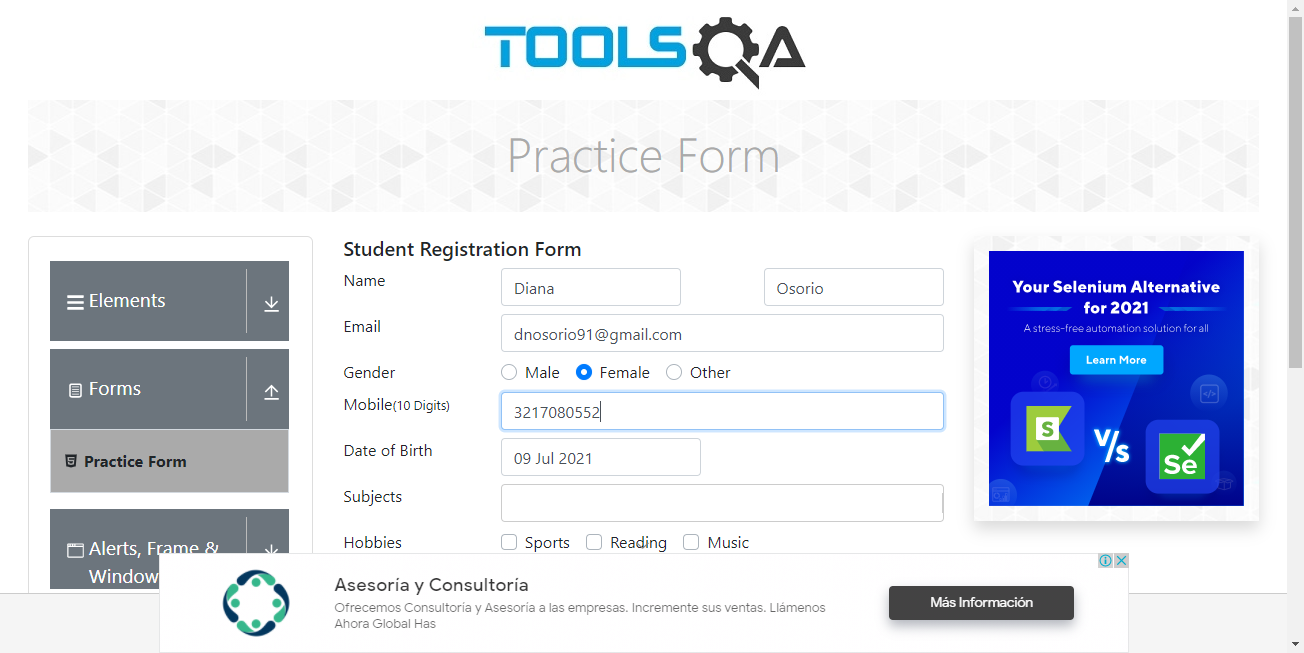 TOOLSQA
Practice Form
Elements
Forms
Practice Form
Alerts, Frame &
Window
Student Registration Form
Name Diana Osorio
Email dnosorio91@gmail.com
Gender Male Female Other
Mobile(10 Digits) 3217080552
Date of Birth 09 Jul 2021
Subjects
Hobbies Sports Reading Music
Your Selenium Alternative
for 2021
A stress-free automation solution for all
Learn More
S
V/s
Se
Asesoría y Consultoría
Ofrecemos Consultoría y Asesoría a las empresas. Incremente sus ventas. Llámenos
Ahora Global Has
Más Información